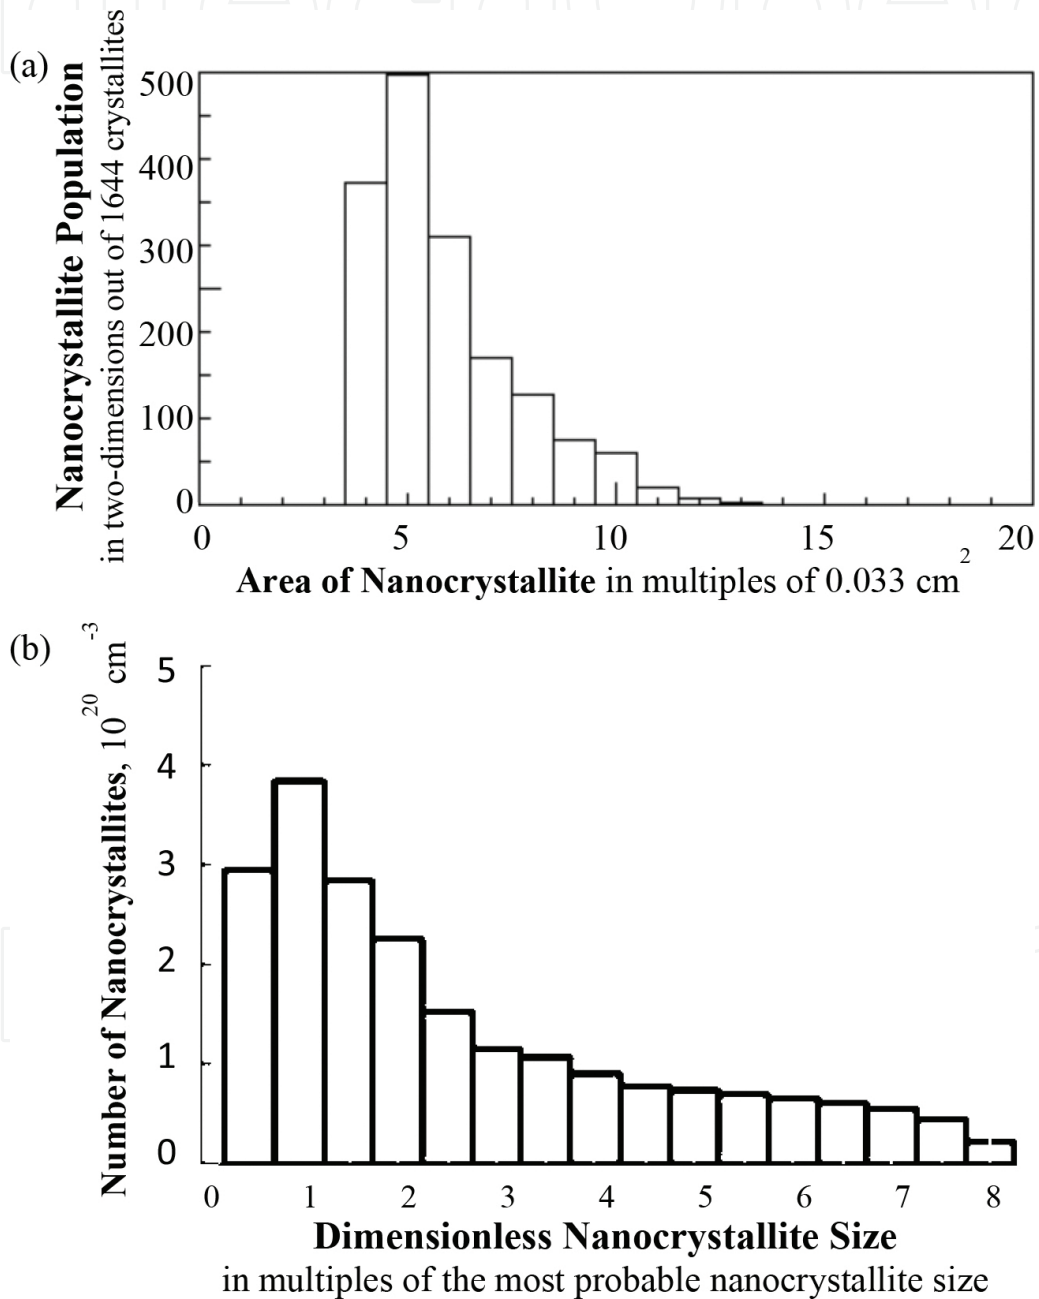 (a)
Nanocrystallite Population
in two-dimensions out of 1644 crystallites
500
400
300
200
100
0
0 5 10 15 20
Area of Nanocrystallite in multiples of 0.033 cm²
(b)
Number of Nanocrystallites, 10²⁰ cm⁻³
5
4
3
2
1
0
0 1 2 3 4 5 6 7 8
Dimensionless Nanocrystallite Size
in multiples of the most probable nanocrystallite size